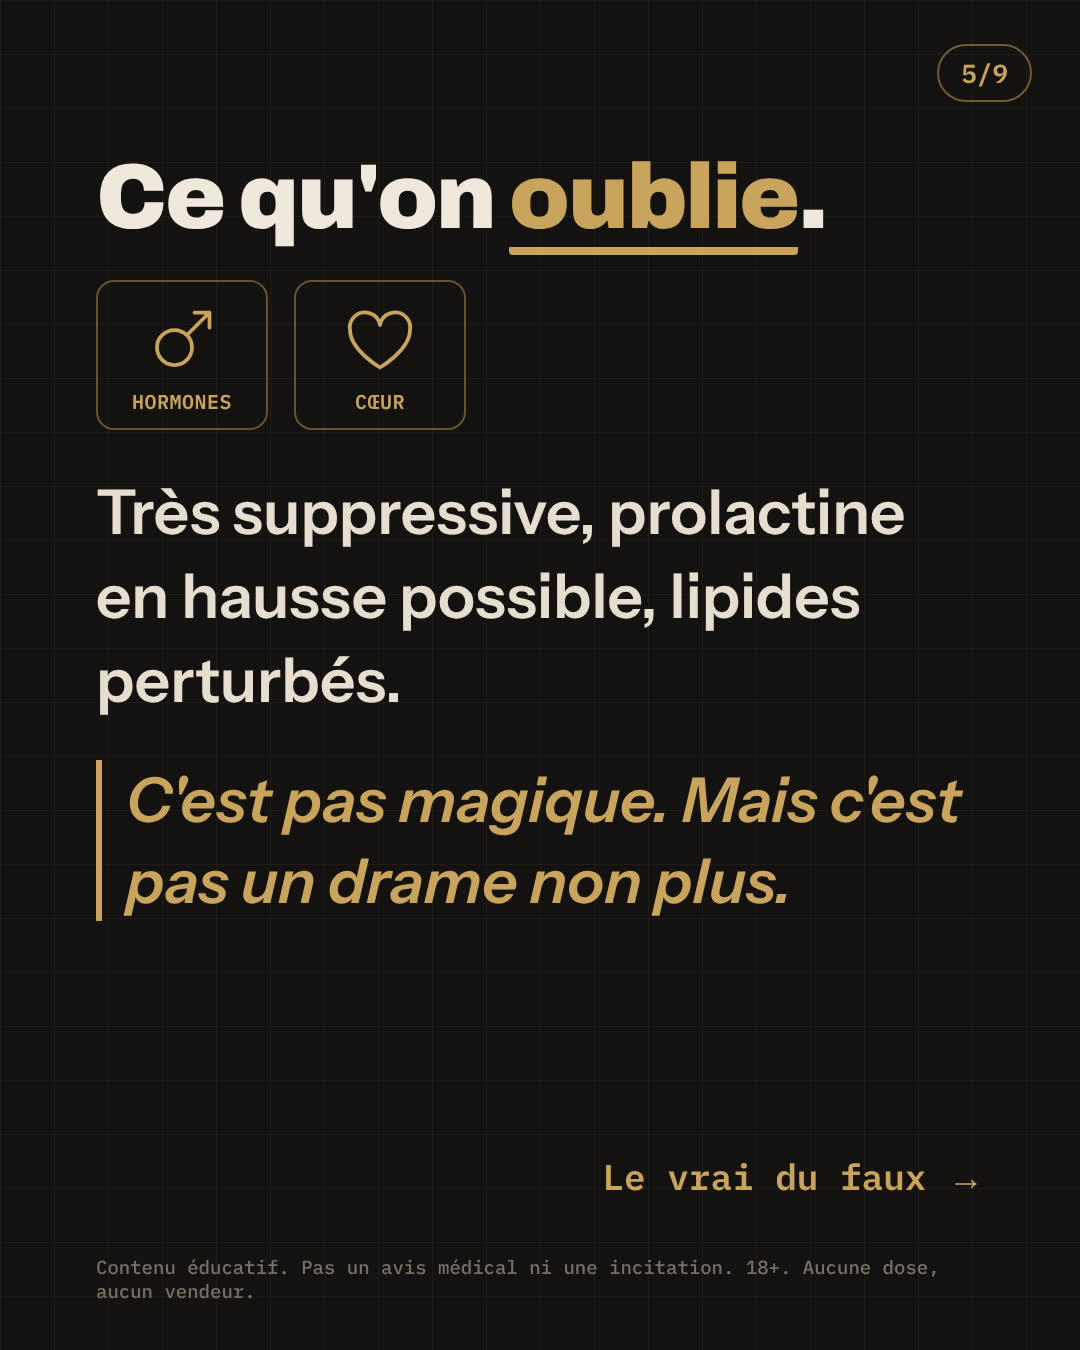 5/9
Ce qu'on oublie.
HORMONES
CŒUR
Très suppressive, prolactine
en hausse possible, lipides
perturbés.
C'est pas magique. Mais c'est
pas un drame non plus.
Le vrai du faux →
Contenu éducatif. Pas un avis médical ni une incitation. 18+. Aucune dose,
aucun vendeur.